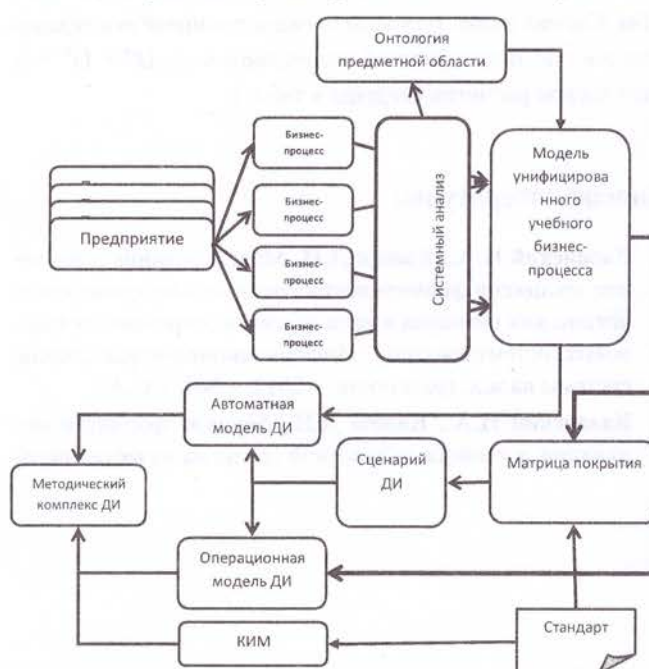 Онтология
предметной области
Бизнес-
процесс
Бизнес-
процесс
Бизнес-
процесс
Бизнес-
процесс
Предприятие
Системный анализ
Модель
унифицирова
нного
учебного
бизнес-
процесса
Автоматная
модель ДИ
Сценарий
ДИ
Матрица покрытия
Методический
комплекс ДИ
Операционная
модель ДИ
КИМ
Стандарт